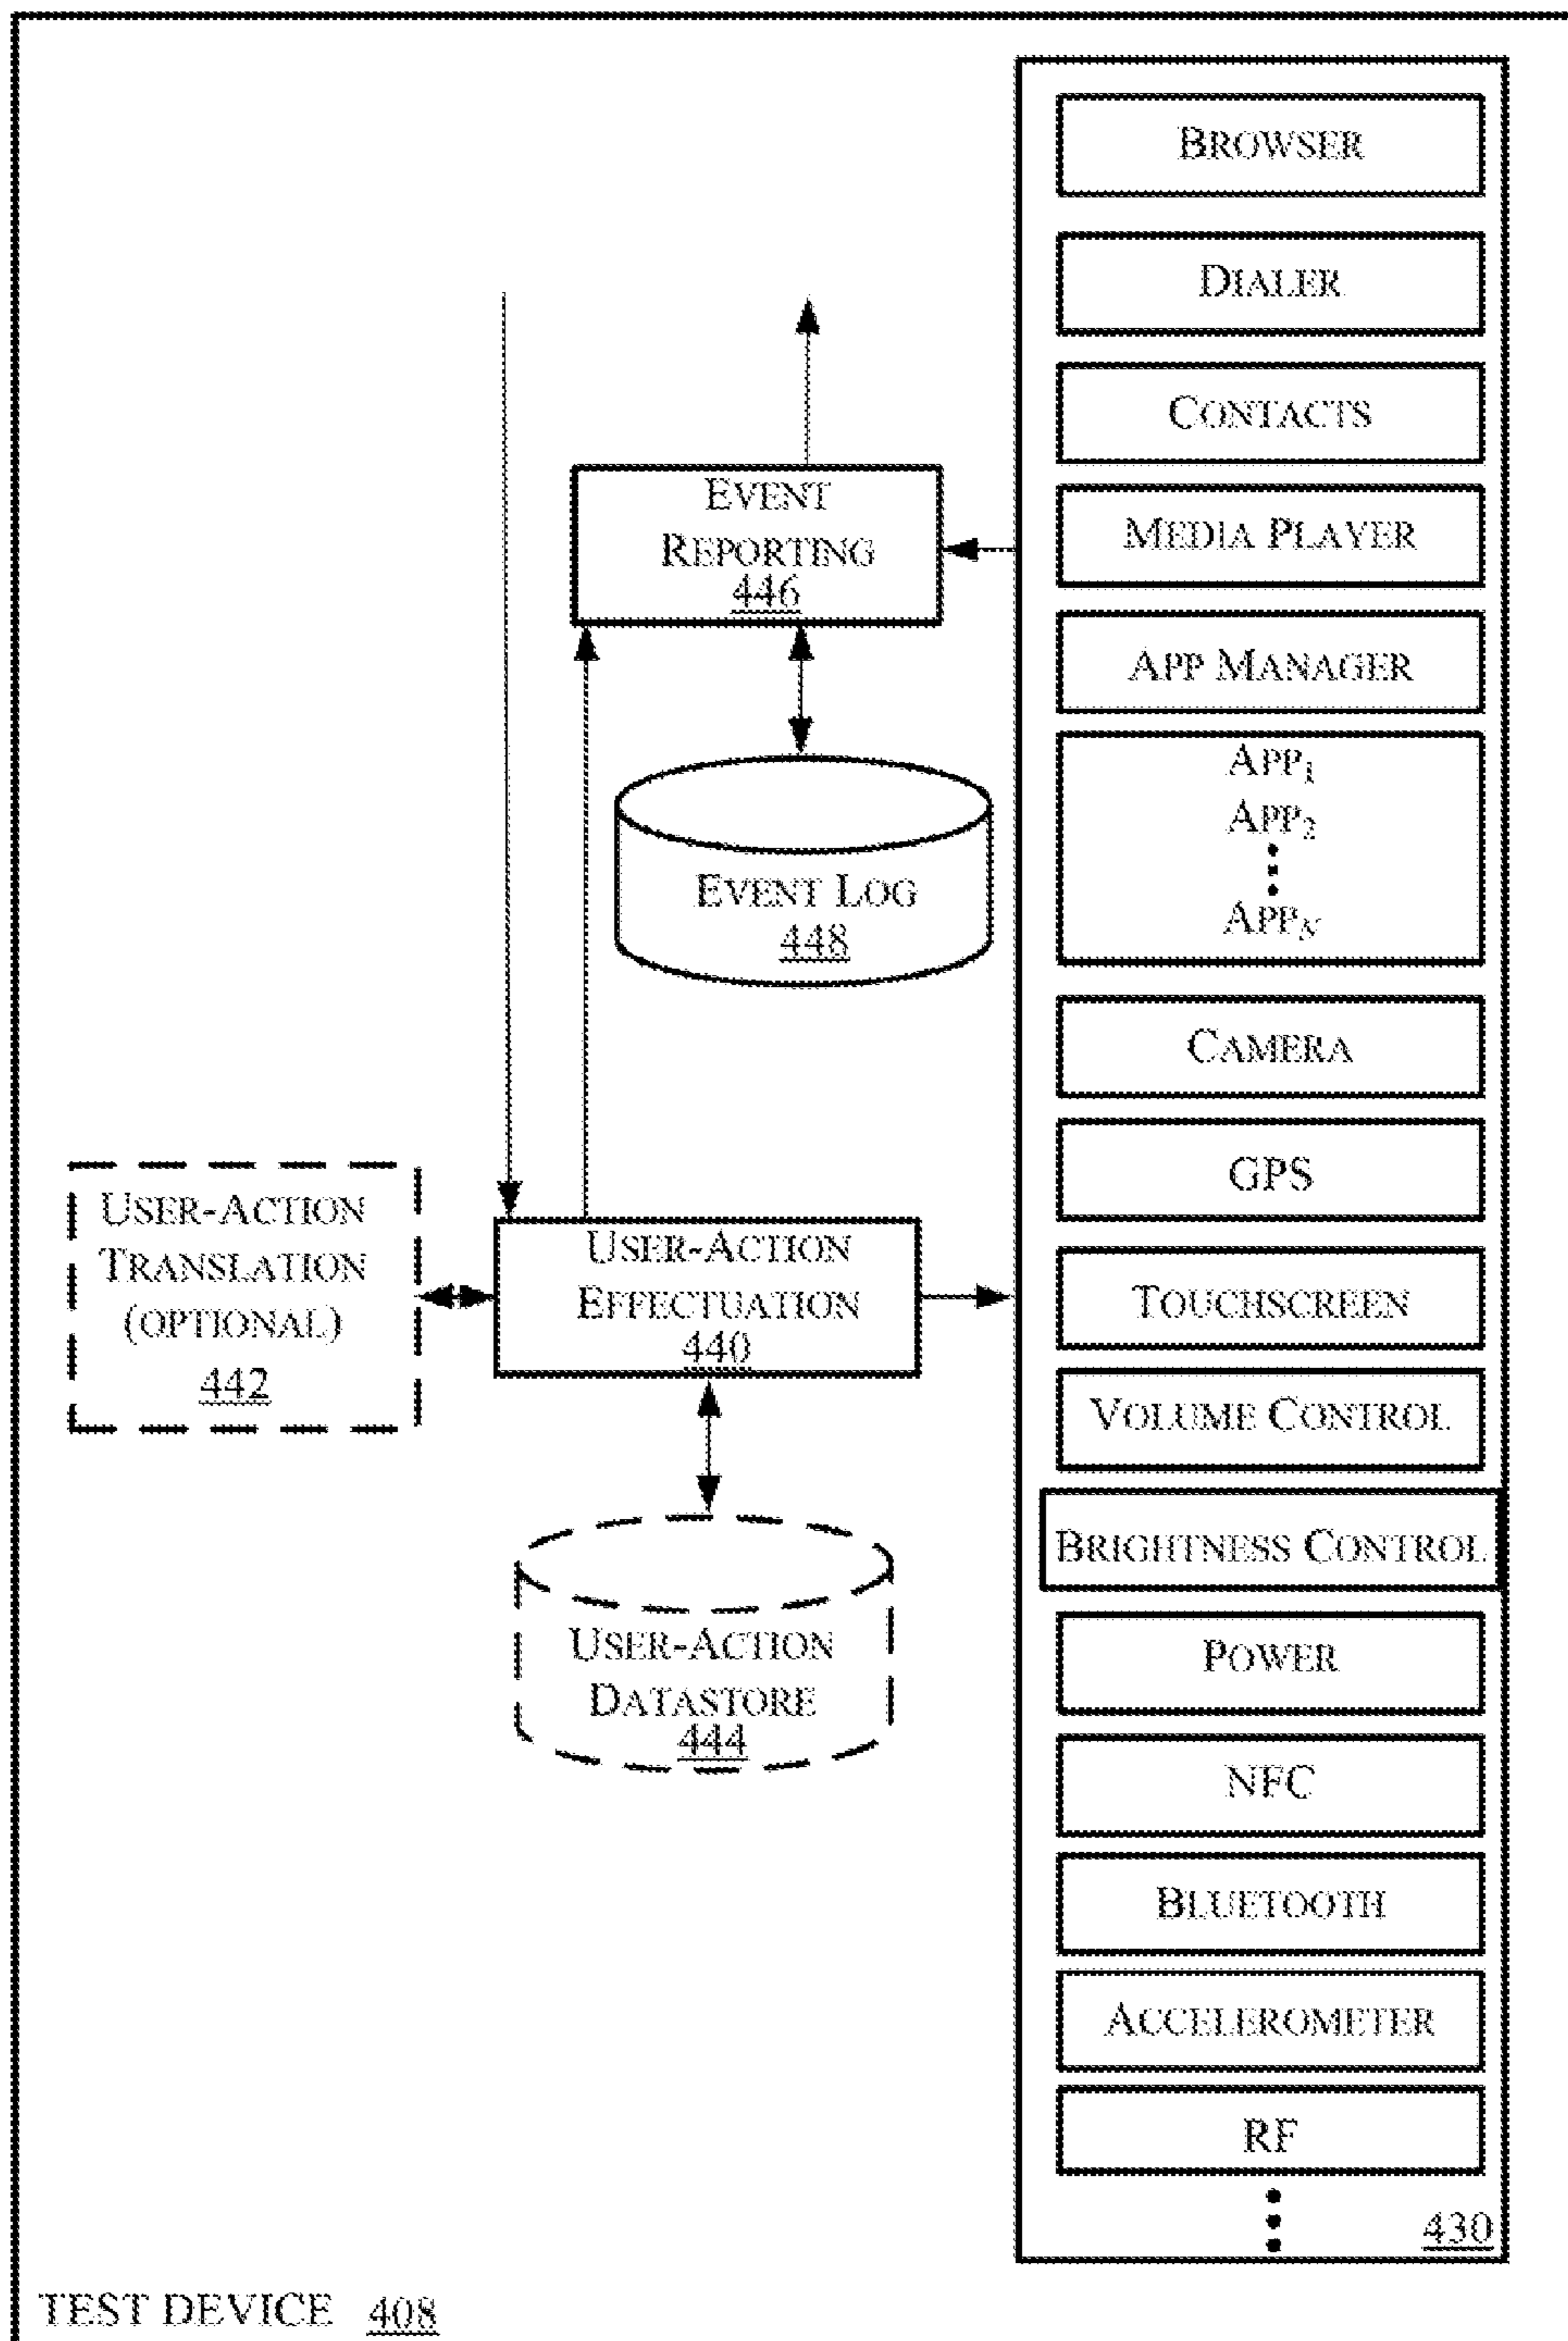 BROWSER
DIALER
CONTACTS
EVENT
REPORTING
446
MEDIA PLAYER
APP MANAGER
APP1
APP2
APPN
EVENT LOG
448
CAMERA
GPS
USER-ACTION
TRANSLATION
(OPTIONAL)
442
USER-ACTION
EFFECTUATION
440
TOUCHSCREEN
VOLUME CONTROL
BRIGHTNESS CONTROL
USER-ACTION
DATASTORE
444
POWER
NFC
BLUETOOTH
ACCELEROMETER
RF
430
TEST DEVICE 408